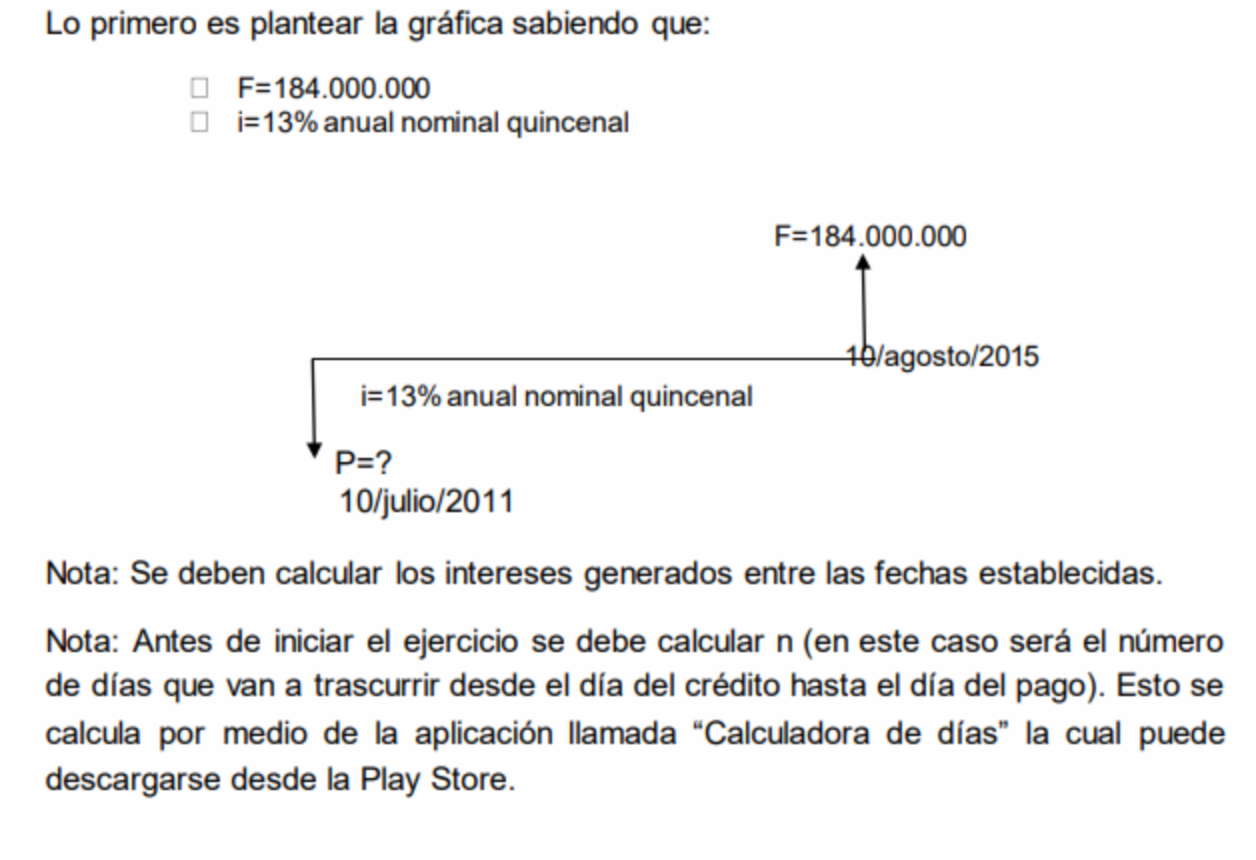 Lo primero es plantear la gráfica sabiendo que:
F=184.000.000
i=13% anual nominal quincenal
F=184.000.000
10/agosto/2015
i=13% anual nominal quincenal
P=?
10/julio/2011
Nota: Se deben calcular los intereses generados entre las fechas establecidas.
Nota: Antes de iniciar el ejercicio se debe calcular n (en este caso será el número
de días que van a trascurrir desde el día del crédito hasta el día del pago). Esto se
calcula por medio de la aplicación llamada “Calculadora de días” la cual puede
descargarse desde la Play Store.